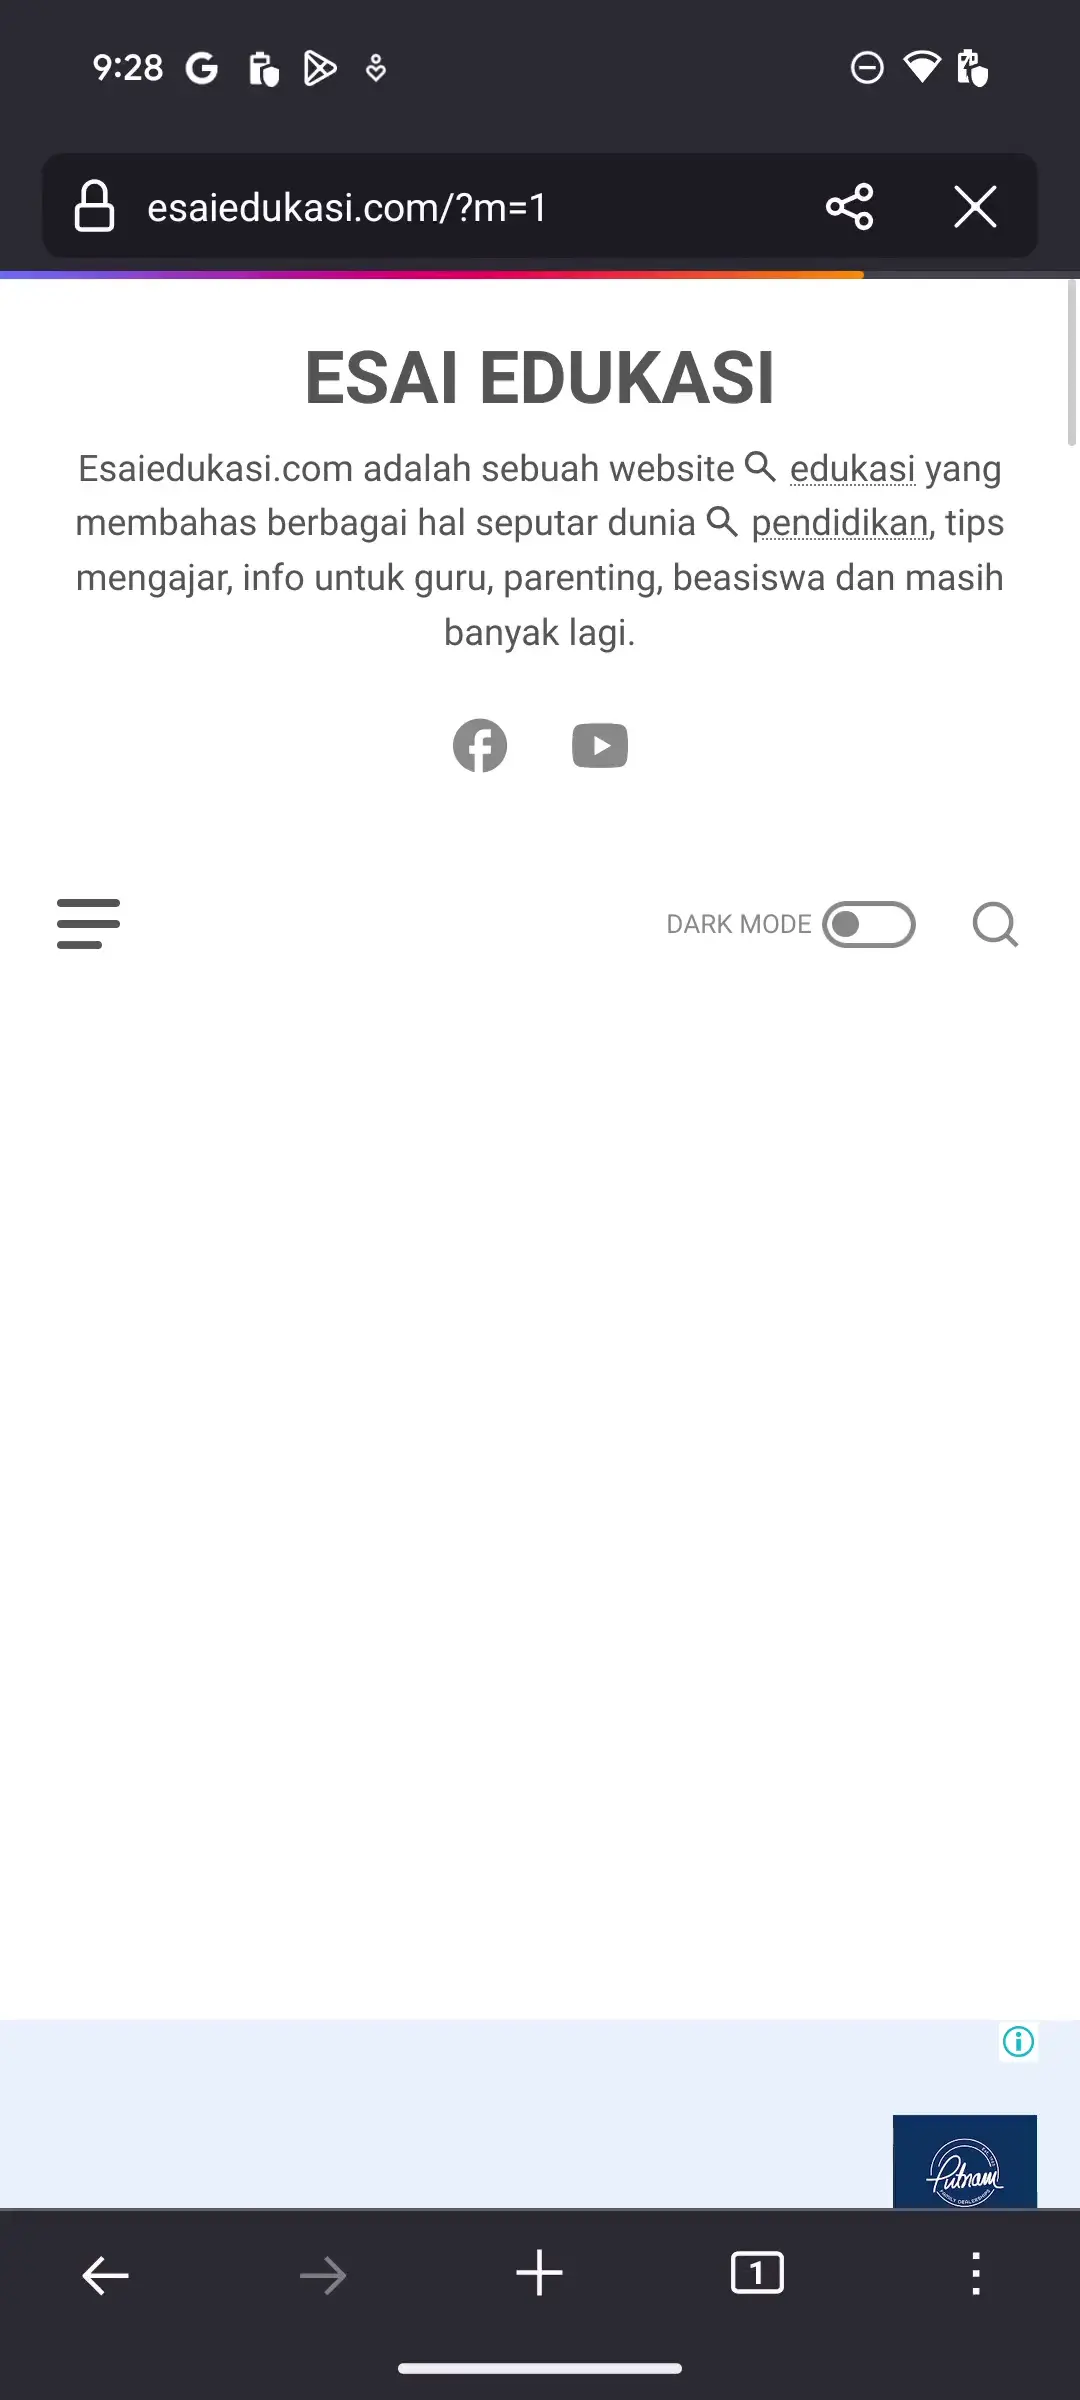 9:28
esaiedukasi.com/?m=1
ESAI EDUKASI
Esaiedukasi.com adalah sebuah website edukasi yang
membahas berbagai hal seputar dunia pendidikan, tips
mengajar, info untuk guru, parenting, beasiswa dan masih
banyak lagi.
DARK MODE
Putnam
1